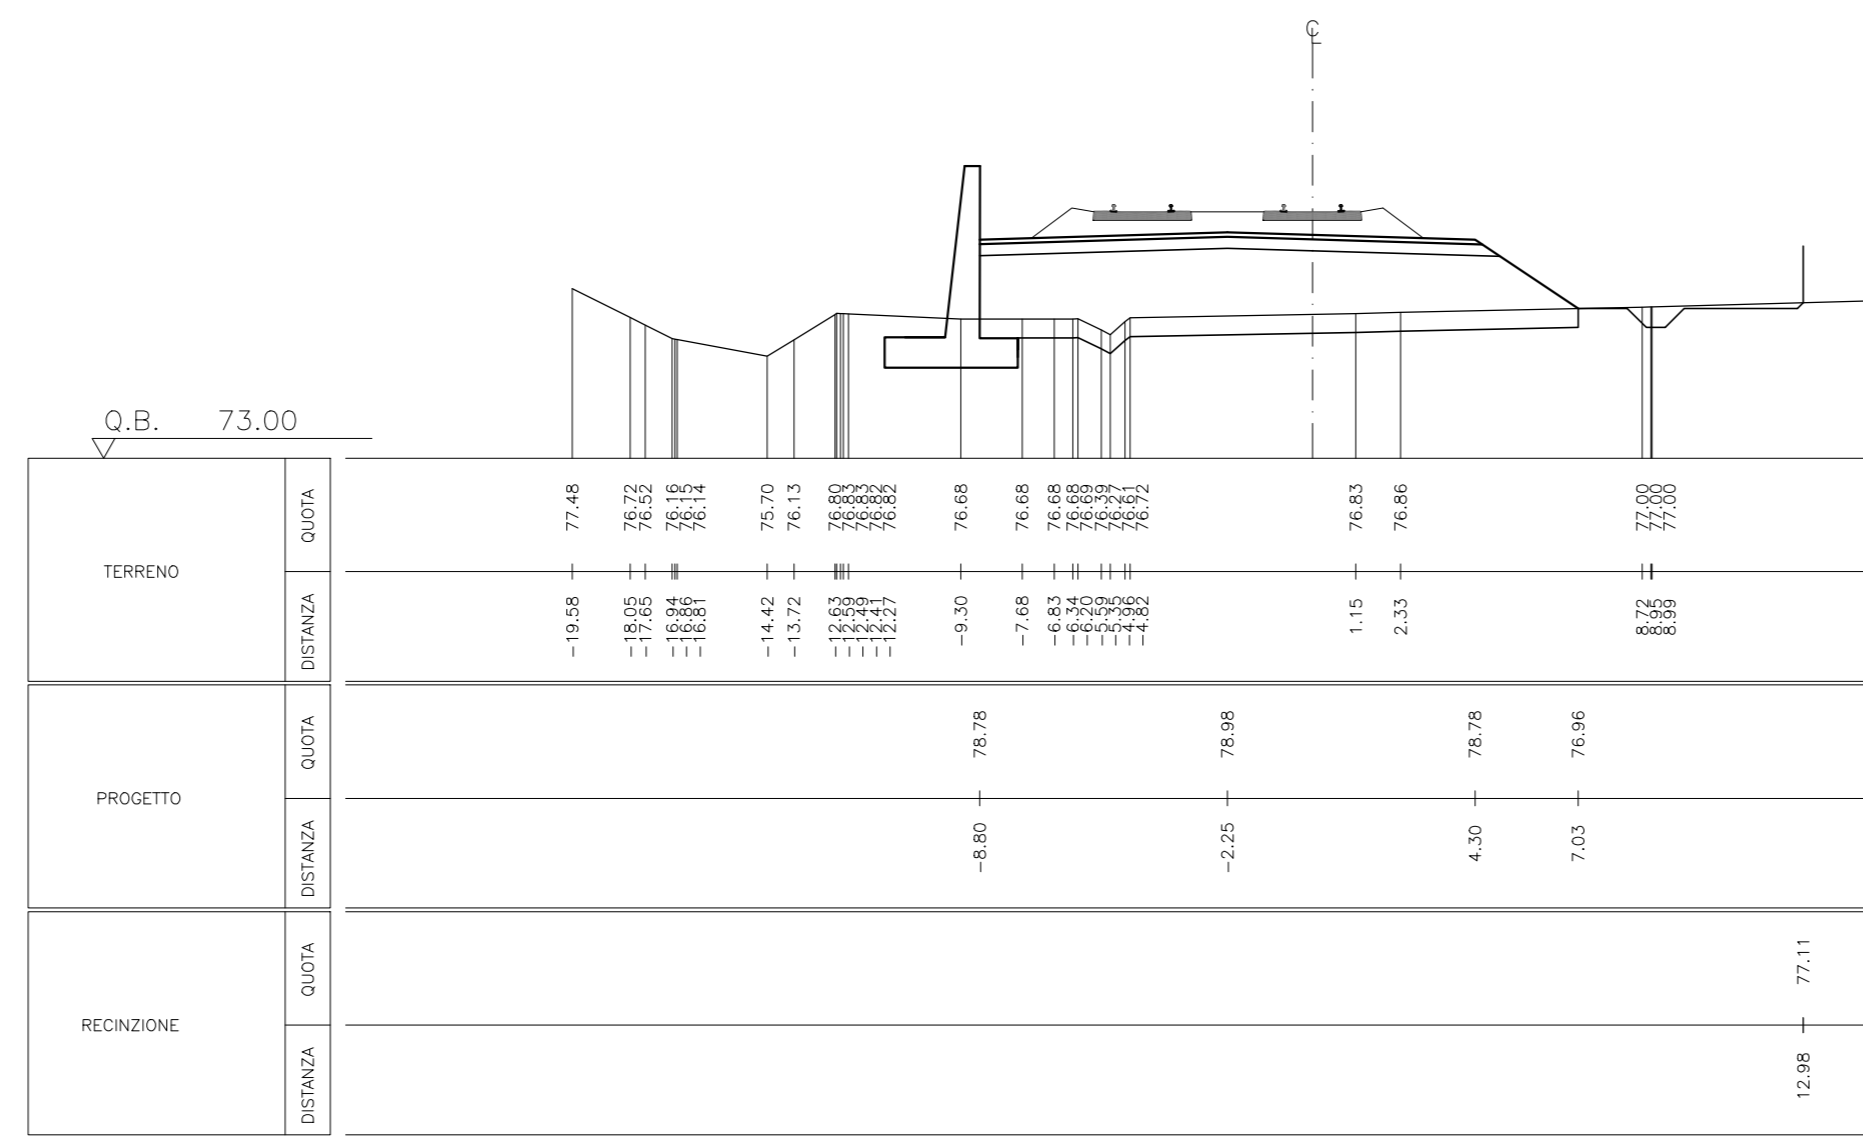 ℄
Q.B. 73.00
TERRENO
QUOTA
77.48 76.72 76.52 76.16 76.15 76.14 75.70 76.13 76.80 76.83 76.83 76.82 76.82 76.68 76.68 76.68 76.68 76.69 76.39 76.27 76.61 76.72 76.83 76.86 77.00 77.00 77.00
DISTANZA
-19.58 -18.05 -17.65 -16.94 -16.86 -16.81 -14.42 -13.72 -12.63 -12.59 -12.49 -12.41 -12.27 -9.30 -7.68 -6.83 -6.34 -6.20 -5.59 -5.35 -4.96 -4.82 1.15 2.33 8.72 8.95 8.99
PROGETTO
QUOTA
78.78 78.98 78.78 76.96
DISTANZA
-8.80 -2.25 4.30 7.03
RECINZIONE
QUOTA
77.11
DISTANZA
12.98